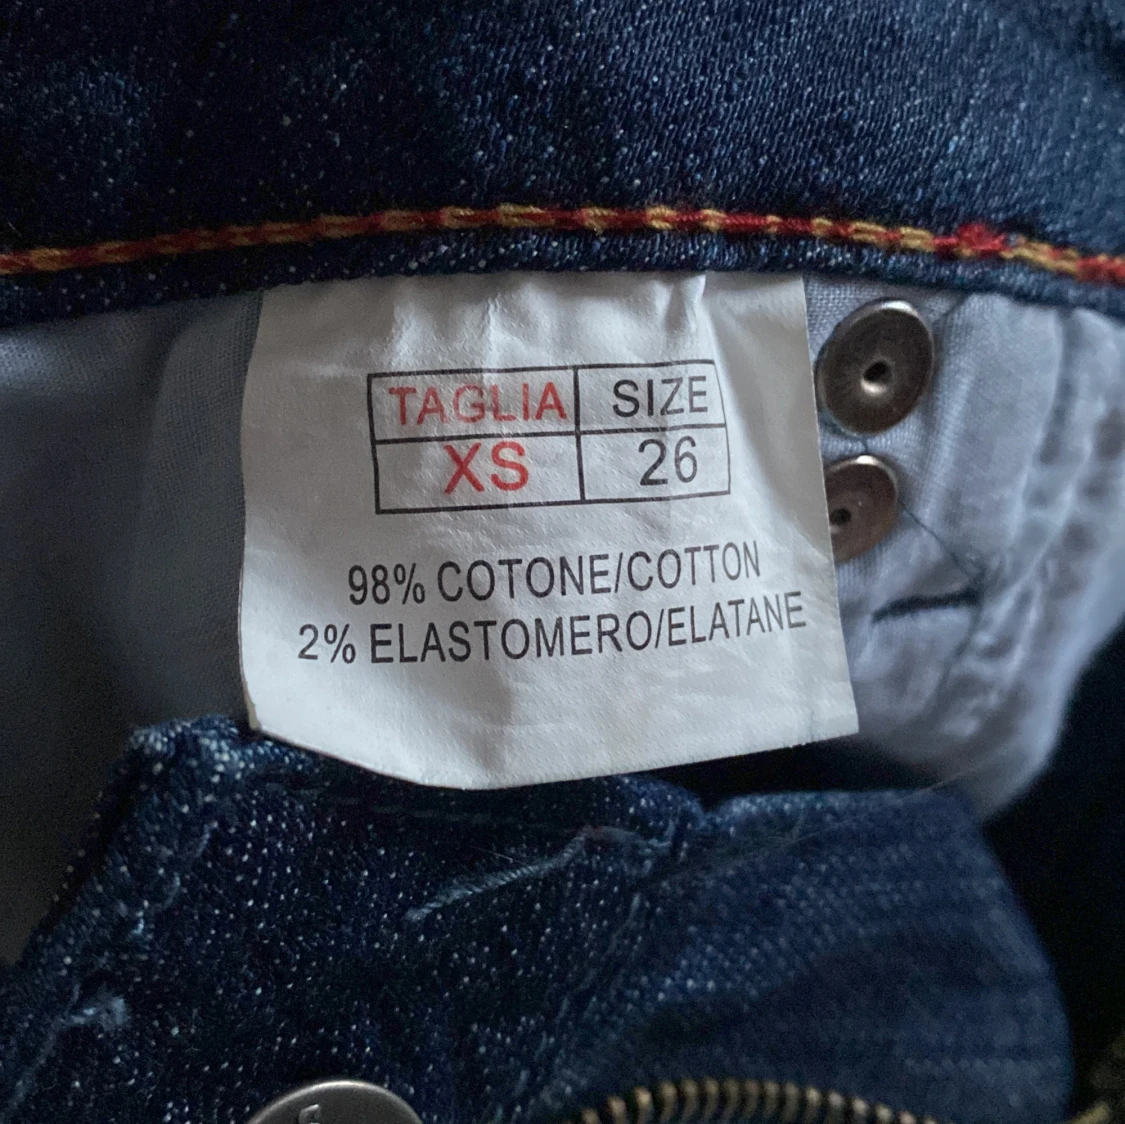 TAGLIA SIZE
XS 26
98% COTONE/COTTON
2% ELASTOMERO/ELATANE